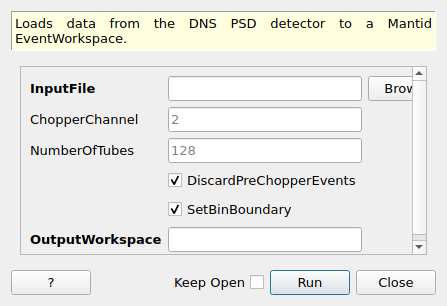 Loads data from the DNS PSD detector to a Mantid
EventWorkspace.
InputFile
Brow
ChopperChannel 2
NumberOfTubes 128
DiscardPreChopperEvents
SetBinBoundary
OutputWorkspace
? Keep Open Run Close